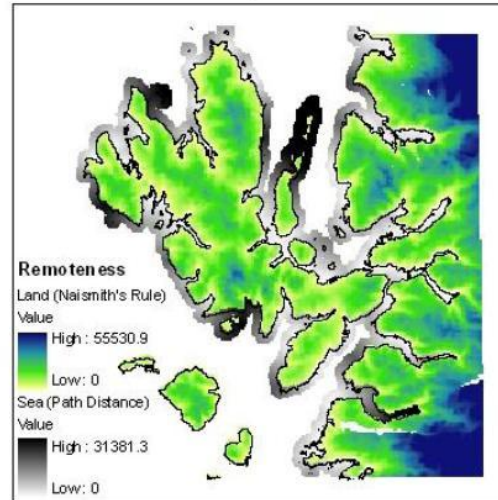 Remoteness
Land (Naismith's Rule)
Value
High : 55530.9
Low: 0
Sea (Path Distance)
Value
High : 31381.3
Low: 0